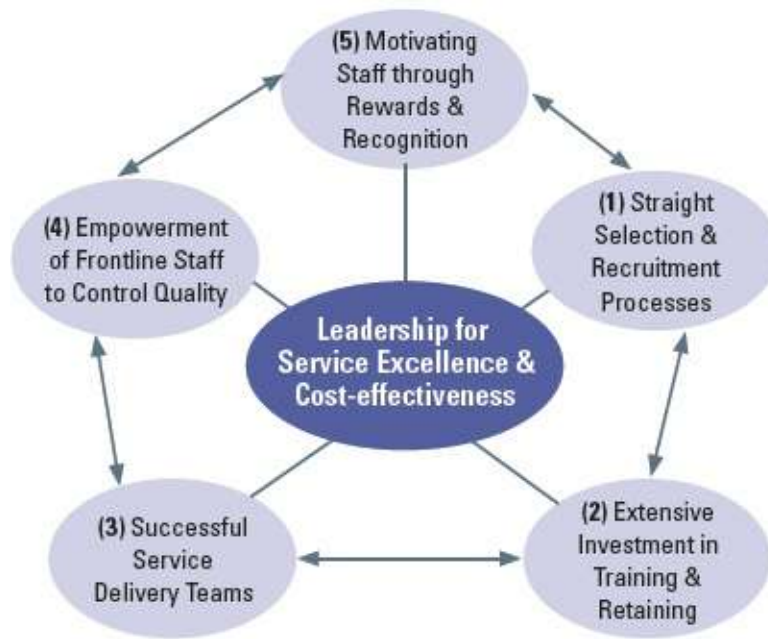 (5) Motivating
Staff through
Rewards &
Recognition
(1) Straight
Selection &
Recruitment
Processes
(4) Empowerment
of Frontline Staff
to Control Quality
Leadership for
Service Excellence &
Cost-effectiveness
(2) Extensive
Investment in
Training &
Retaining
(3) Successful
Service
Delivery Teams